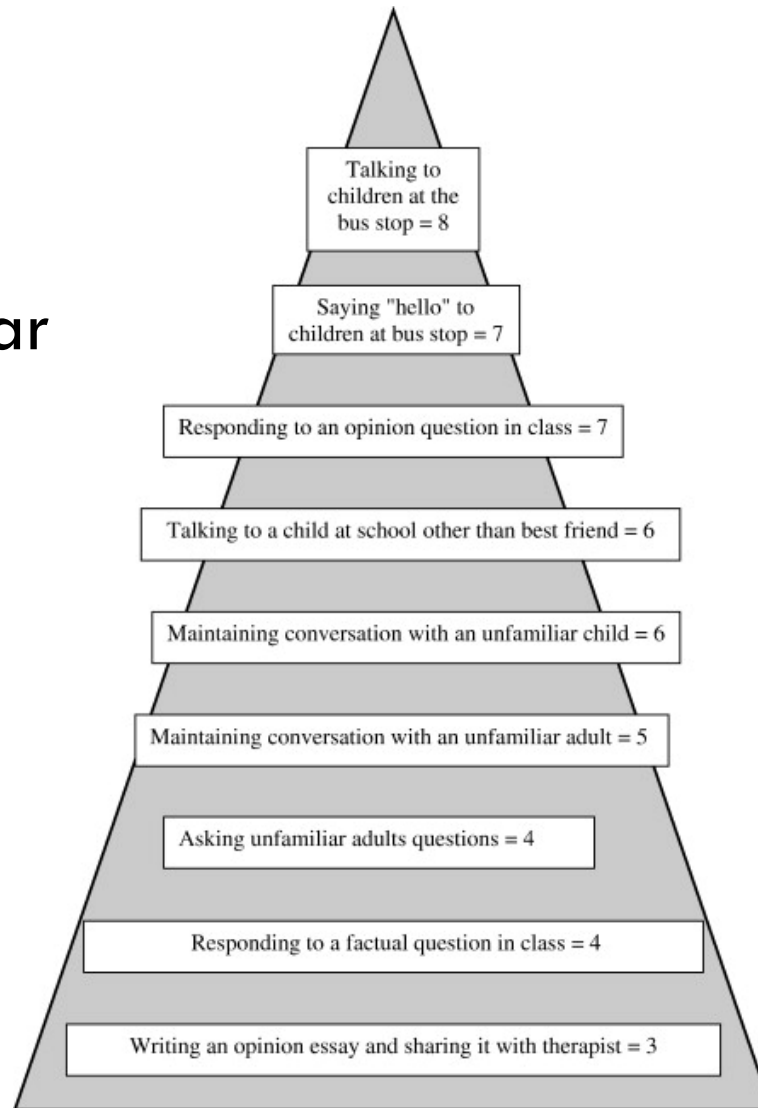 Talking to
children at the
bus stop = 8
ar
Saying "hello" to
children at bus stop = 7
Responding to an opinion question in class = 7
Talking to a child at school other than best friend = 6
Maintaining conversation with an unfamiliar child = 6
Maintaining conversation with an unfamiliar adult = 5
Asking unfamiliar adults questions = 4
Responding to a factual question in class = 4
Writing an opinion essay and sharing it with therapist = 3